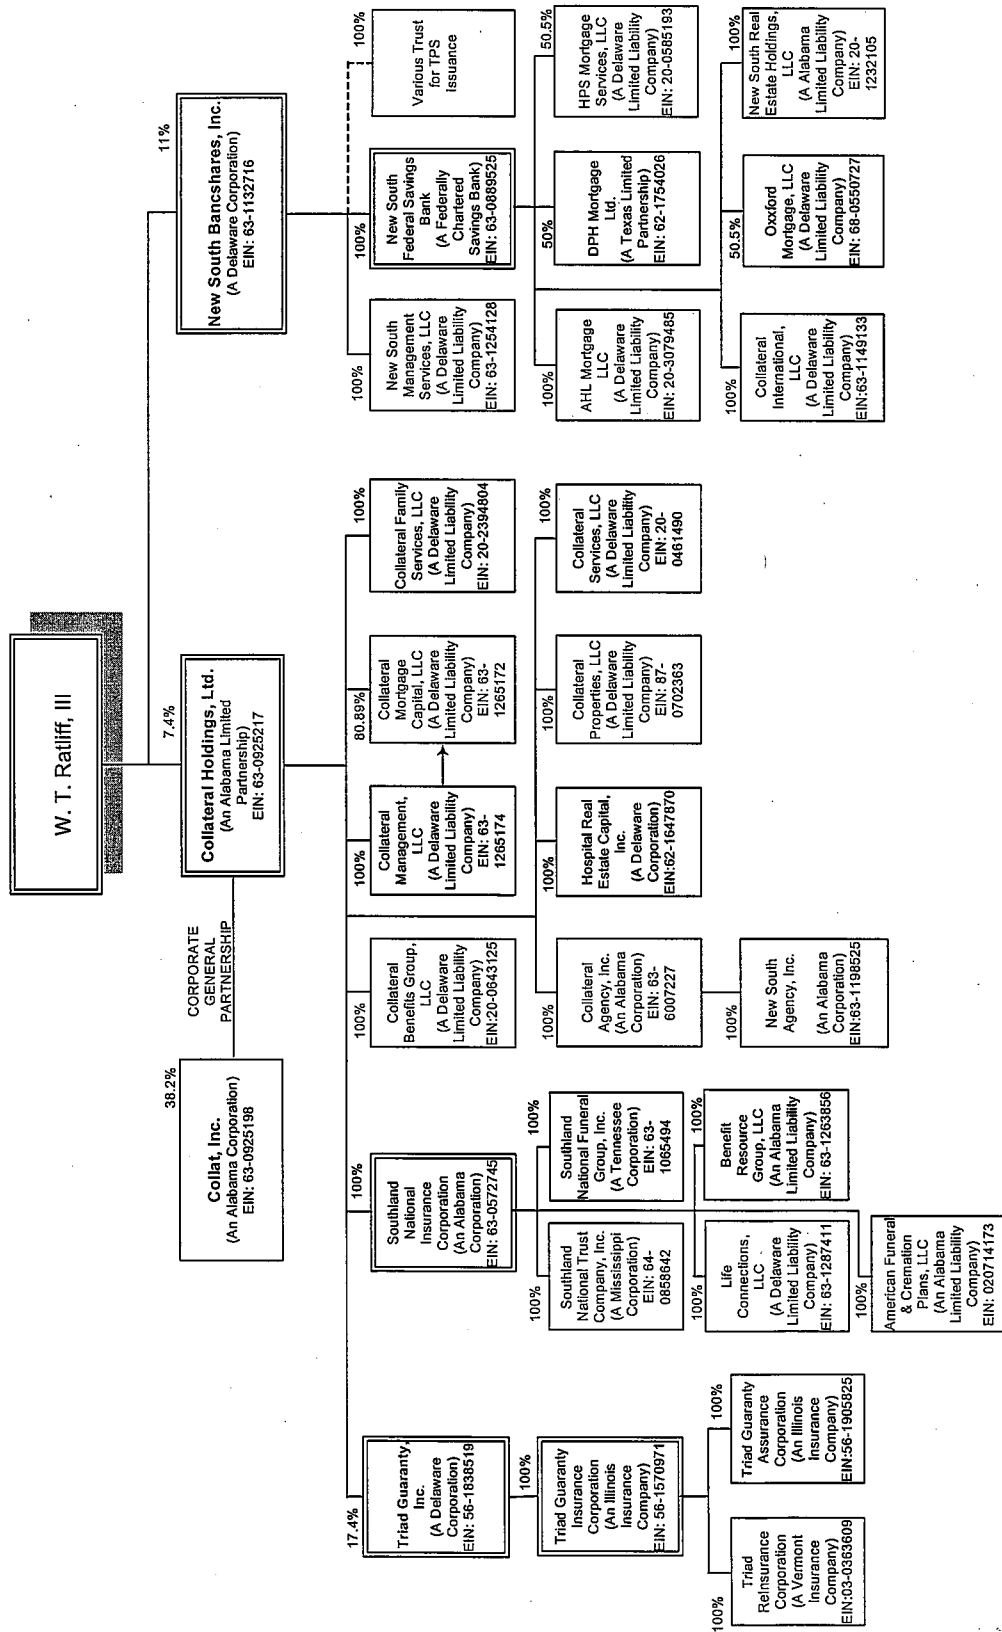 W. T. Ratliff, III
38.2%
Collat, Inc.
(An Alabama Corporation)
EIN: 63-0925198
CORPORATE
GENERAL
PARTNERSHIP
7.4%
Collateral Holdings, Ltd.
(An Alabama Limited
Partnership)
EIN: 63-0925217
11%
New South Bancshares, Inc.
(A Delaware Corporation)
EIN: 63-1132716
17.4%
Triad Guaranty,
Inc.
(A Delaware
Corporation)
EIN: 56-1838519
100%
Southland
National
Insurance
Corporation
(An Alabama
Corporation)
EIN: 63-0572745
100%
Collateral
Benefits Group,
LLC
(A Delaware
Limited Liability
Company)
EIN:20-0643125
100%
Collateral
Management,
LLC
(A Delaware
Limited Liability
Company)
EIN: 63-
1265174
80.89%
Collateral
Mortgage
Capital, LLC
(A Delaware
Limited Liability
Company)
EIN: 63-
1265172
100%
Collateral Family
Services, LLC
(A Delaware
Limited Liability
Company)
EIN: 20-2394804
100%
New South
Management
Services, LLC
(A Delaware
Limited Liability
Company)
EIN: 63-1254128
100%
New South
Federal Savings
Bank
(A Federally
Chartered
Savings Bank)
EIN: 63-0889525
100%
Various Trust
for TPS
Issuance
100%
Triad Guaranty
Insurance
Corporation
(An Illinois
Insurance
Company)
EIN: 56-1570971
100%
Southland
National Trust
Company, Inc.
(A Mississippi
Corporation)
EIN: 64-
0858642
100%
Southland
National Funeral
Group, Inc.
(A Tennessee
Corporation)
EIN: 63-
1065494
100%
Collateral
Agency, Inc.
(An Alabama
Corporation)
EIN: 63-
6007227
100%
Hospital Real
Estate Capital,
Inc.
(A Delaware
Corporation)
EIN:62-1647870
100%
Collateral
Properties, LLC
(A Delaware
Limited Liability
Company)
EIN: 87-
0702363
100%
Collateral
Services, LLC
(A Delaware
Limited Liability
Company)
EIN: 20-
0461490
100%
AHL Mortgage
LLC
(A Delaware
Limited Liability
Company)
EIN: 20-3079485
50%
DPH Mortgage
Ltd.
(A Texas Limited
Partnership)
EIN: 62-1754026
50.5%
HPS Mortgage
Services, LLC
(A Delaware
Limited Liability
Company)
EIN: 20-0585193
100%
Triad
ReInsurance
Corporation
(A Vermont
Insurance
Company)
EIN:03-0363609
100%
Triad Guaranty
Assurance
Corporation
(An Illinois
Insurance
Company)
EIN:56-1905825
100%
Life
Connections,
LLC
(A Delaware
Limited Liability
Company)
EIN: 63-1287411
100%
Benefit
Resource
Group, LLC
(An Alabama
Limited Liability
Company)
EIN: 63-1263856
100%
New South
Agency, Inc.
(An Alabama
Corporation)
EIN:63-1198525
100%
Collateral
International,
LLC
(A Delaware
Limited Liability
Company)
EIN:63-1149133
50.5%
Oxxford
Mortgage, LLC
(A Delaware
Limited Liability
Company)
EIN: 68-0550727
100%
New South Real
Estate Holdings,
LLC
(A Alabama
Limited Liability
Company)
EIN: 20-
1232105
100%
American Funeral
& Cremation
Plans, LLC
(An Alabama
Limited Liability
Company)
EIN: 020714173